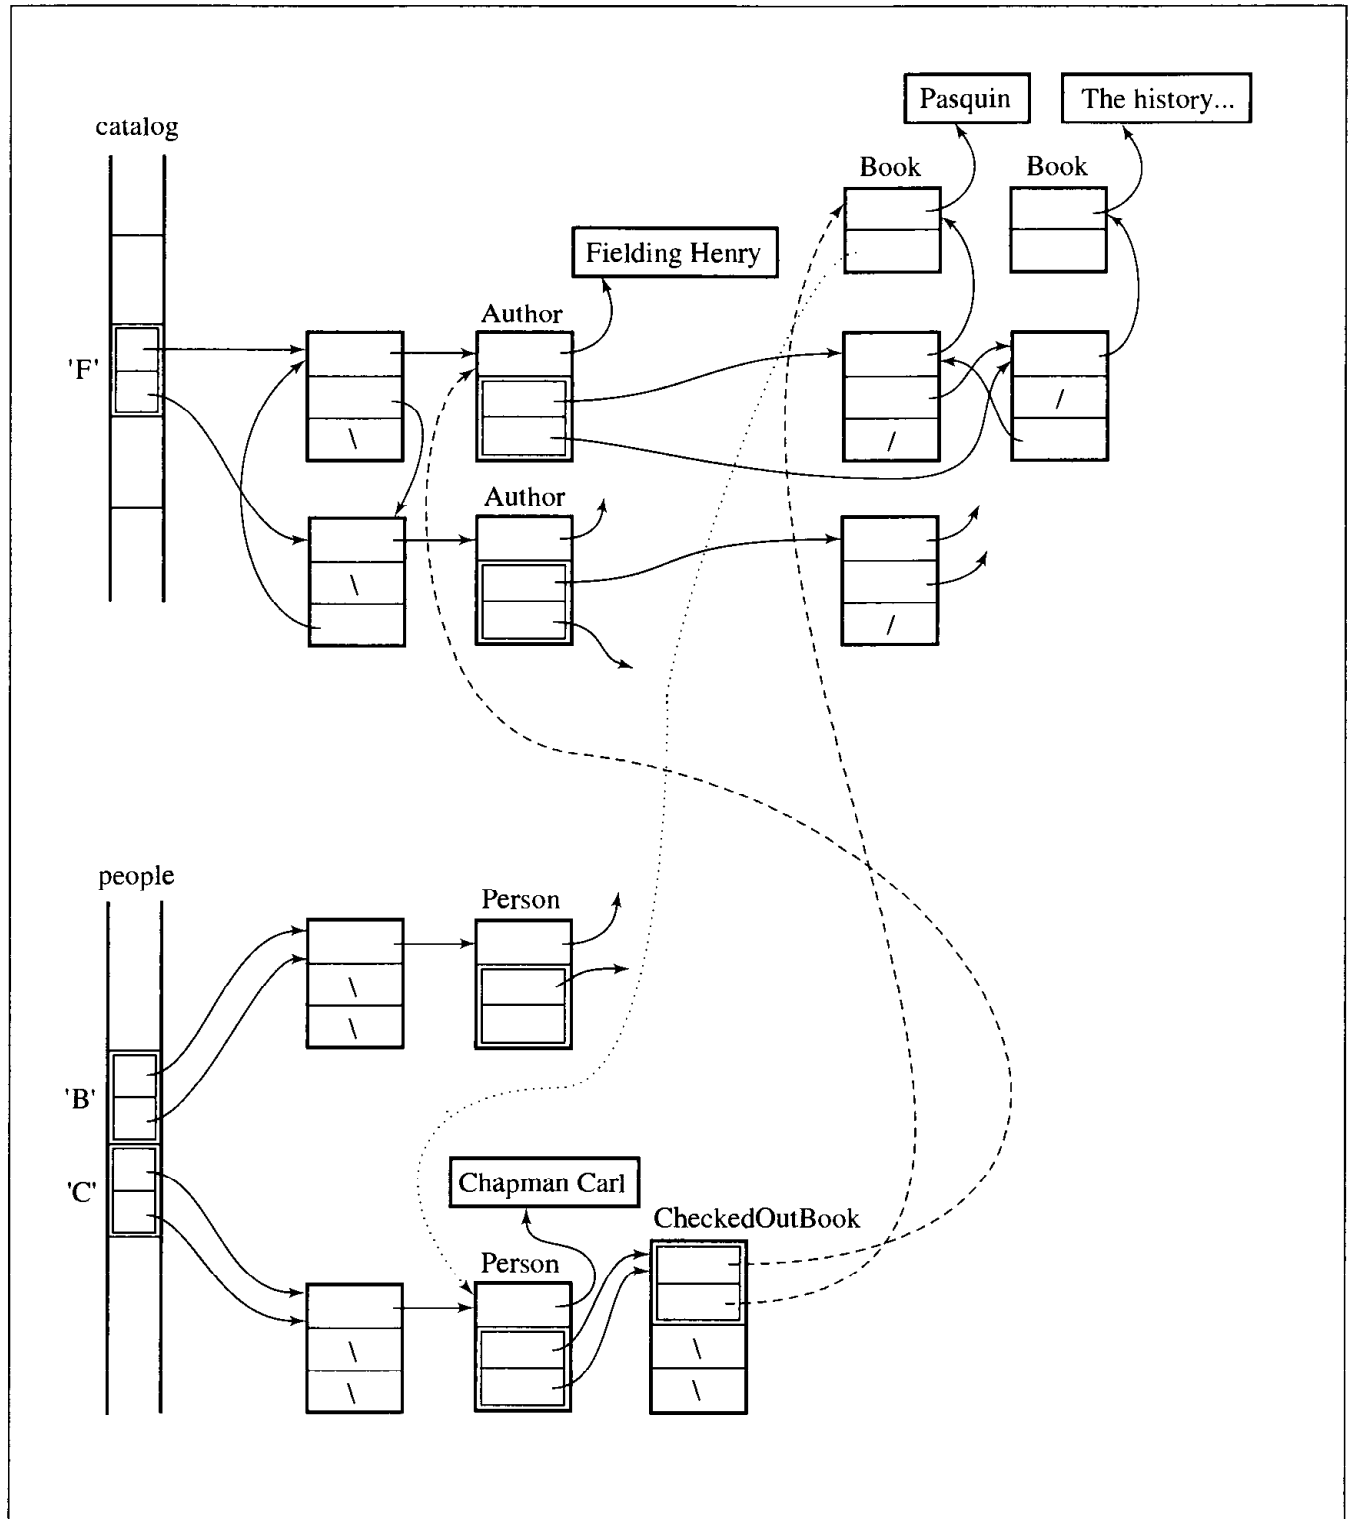 Pasquin
The history...
catalog
Book
Book
Fielding Henry
Author
'F'
\
/
/
Author
\
/
people
Person
\
\
'B'
'C'
Chapman Carl
CheckedOutBook
Person
\
\
\
\